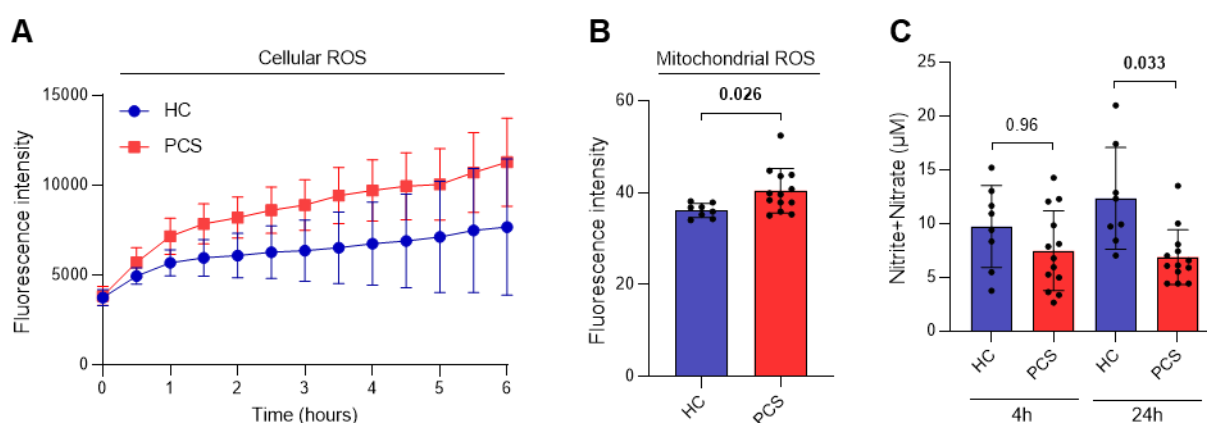 A
Cellular ROS
Fluorescence intensity
15000
10000
5000
0
HC
PCS
0 1 2 3 4 5 6
Time (hours)
B
Mitochondrial ROS
Fluorescence intensity
60
40
20
0
0.026
HC PCS
C
Nitrite+Nitrate (µM)
25
20
15
10
5
0
0.96
0.033
HC PCS HC PCS
4h 24h